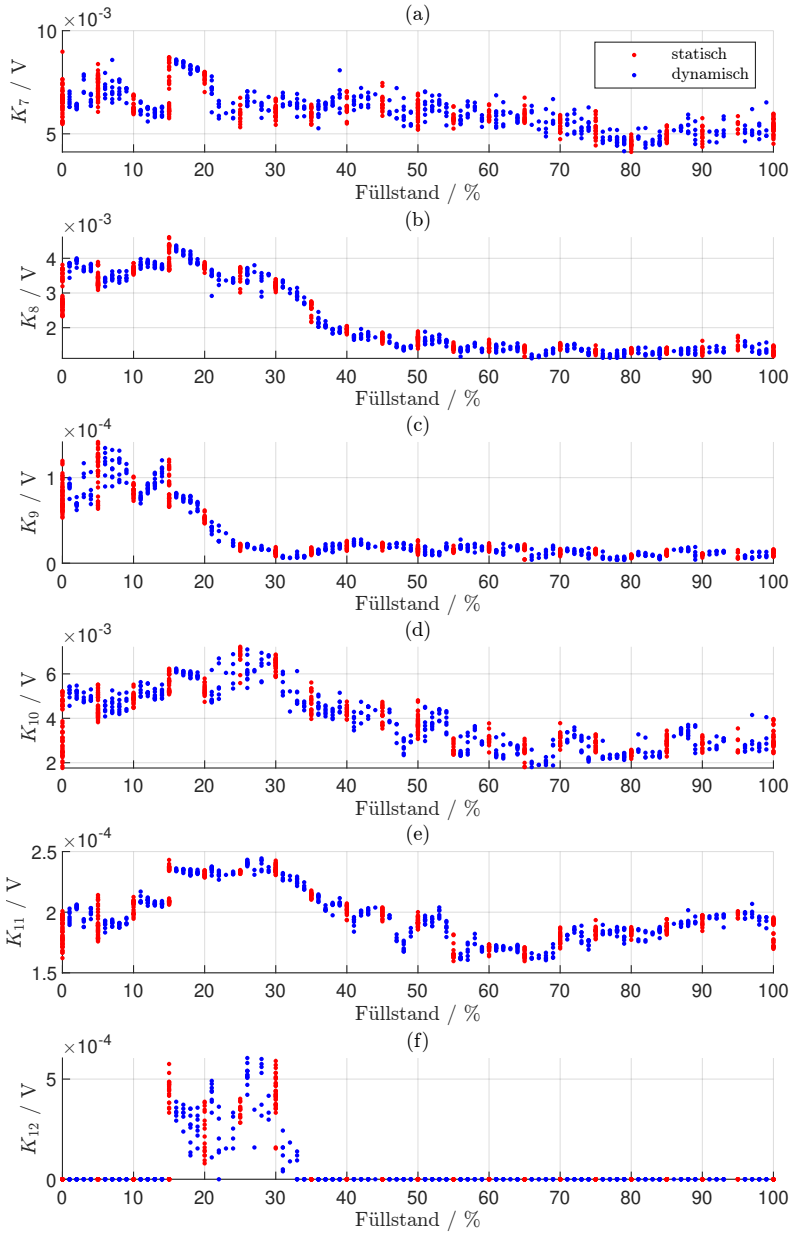 (a)
×10⁻³
10
5
K₇ / V
statisch
dynamisch
0 10 20 30 40 50 60 70 80 90 100
Füllstand / %
(b)
×10⁻³
4
3
2
K₈ / V
0 10 20 30 40 50 60 70 80 90 100
Füllstand / %
(c)
×10⁻⁴
1
0
K₉ / V
0 10 20 30 40 50 60 70 80 90 100
Füllstand / %
(d)
×10⁻³
6
4
2
K₁₀ / V
0 10 20 30 40 50 60 70 80 90 100
Füllstand / %
(e)
×10⁻⁴
2.5
2
1.5
K₁₁ / V
0 10 20 30 40 50 60 70 80 90 100
Füllstand / %
(f)
×10⁻⁴
5
0
K₁₂ / V
0 10 20 30 40 50 60 70 80 90 100
Füllstand / %